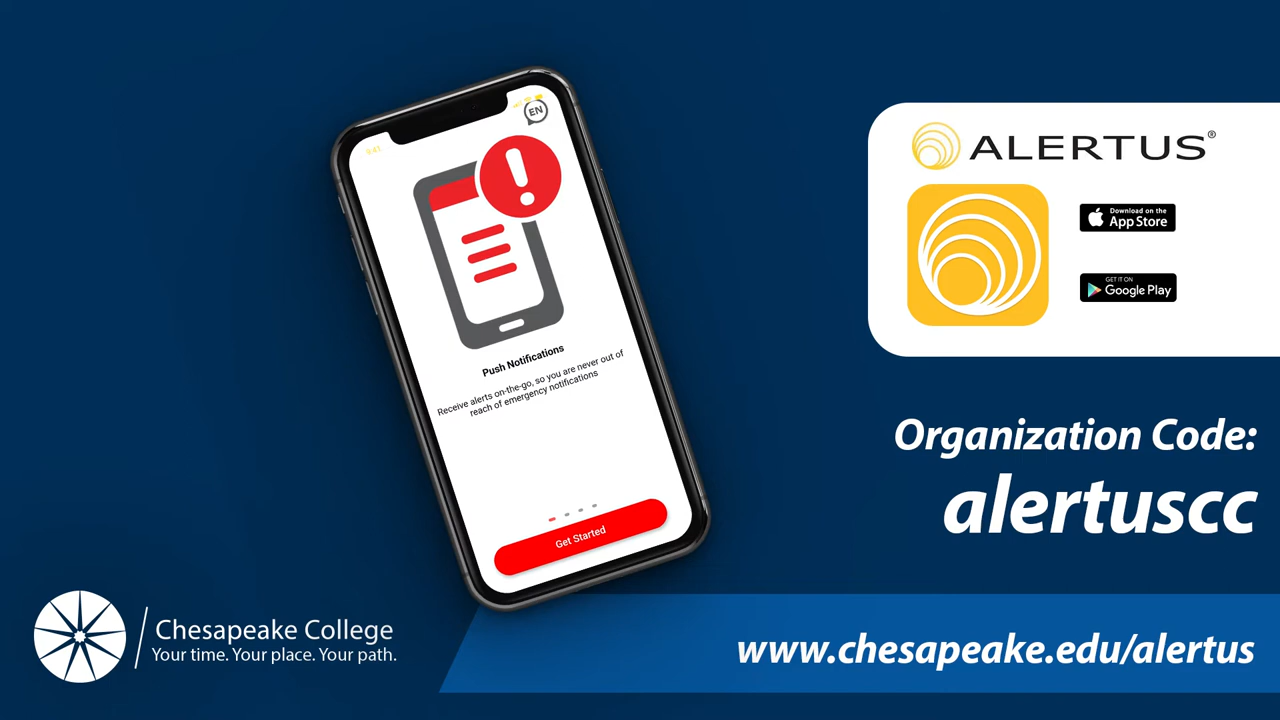 9:41
EN
Push Notifications
Receive alerts on-the-go, so you are never out of
reach of emergency notifications
Get Started
ALERTUS®
Download on the
App Store
GET IT ON
Google Play
Organization Code:
alertuscc
www.chesapeake.edu/alertus
Chesapeake College
Your time. Your place. Your path.